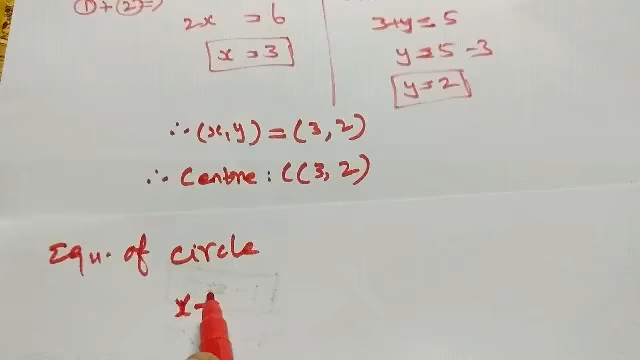 ① + ② =>
2x = 6
x = 3
3+y = 5
y = 5 - 3
y = 2
∴ (x, y) = (3, 2)
∴ Centre : C(3, 2)
Equ. of circle
x -